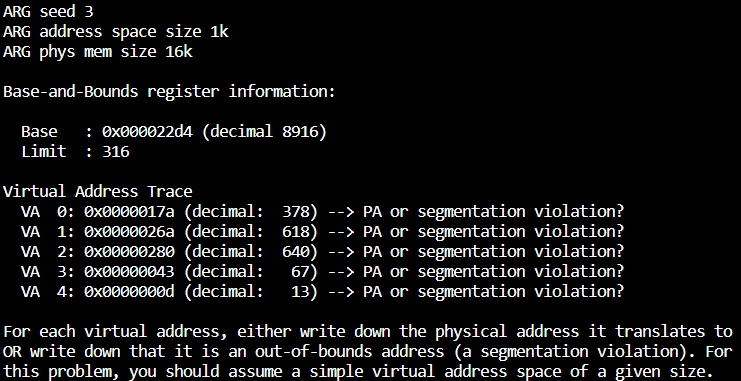 ARG seed 3
ARG address space size 1k
ARG phys mem size 16k

Base-and-Bounds register information:

  Base   : 0x000022d4 (decimal 8916)
  Limit  : 316

Virtual Address Trace
  VA  0: 0x0000017a (decimal:  378) --> PA or segmentation violation?
  VA  1: 0x0000026a (decimal:  618) --> PA or segmentation violation?
  VA  2: 0x00000280 (decimal:  640) --> PA or segmentation violation?
  VA  3: 0x00000043 (decimal:   67) --> PA or segmentation violation?
  VA  4: 0x0000000d (decimal:   13) --> PA or segmentation violation?

For each virtual address, either write down the physical address it translates to
OR write down that it is an out-of-bounds address (a segmentation violation). For
this problem, you should assume a simple virtual address space of a given size.